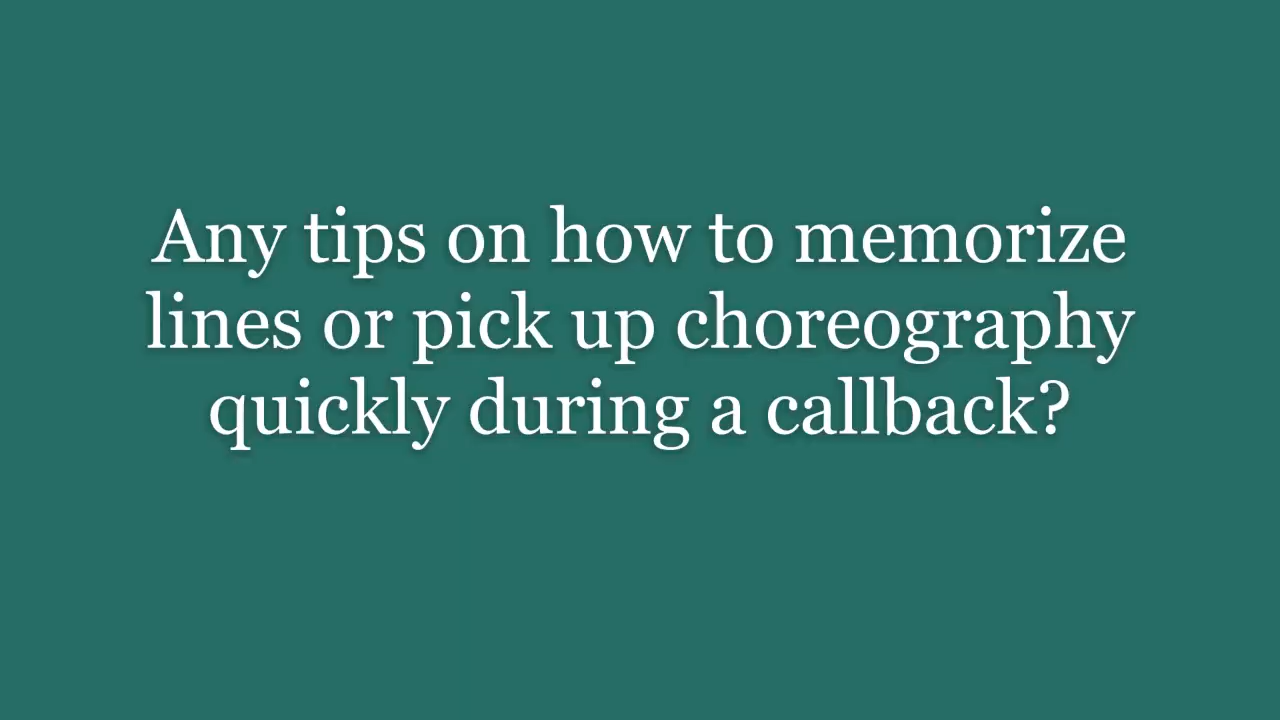 Any tips on how to memorize
lines or pick up choreography
quickly during a callback?